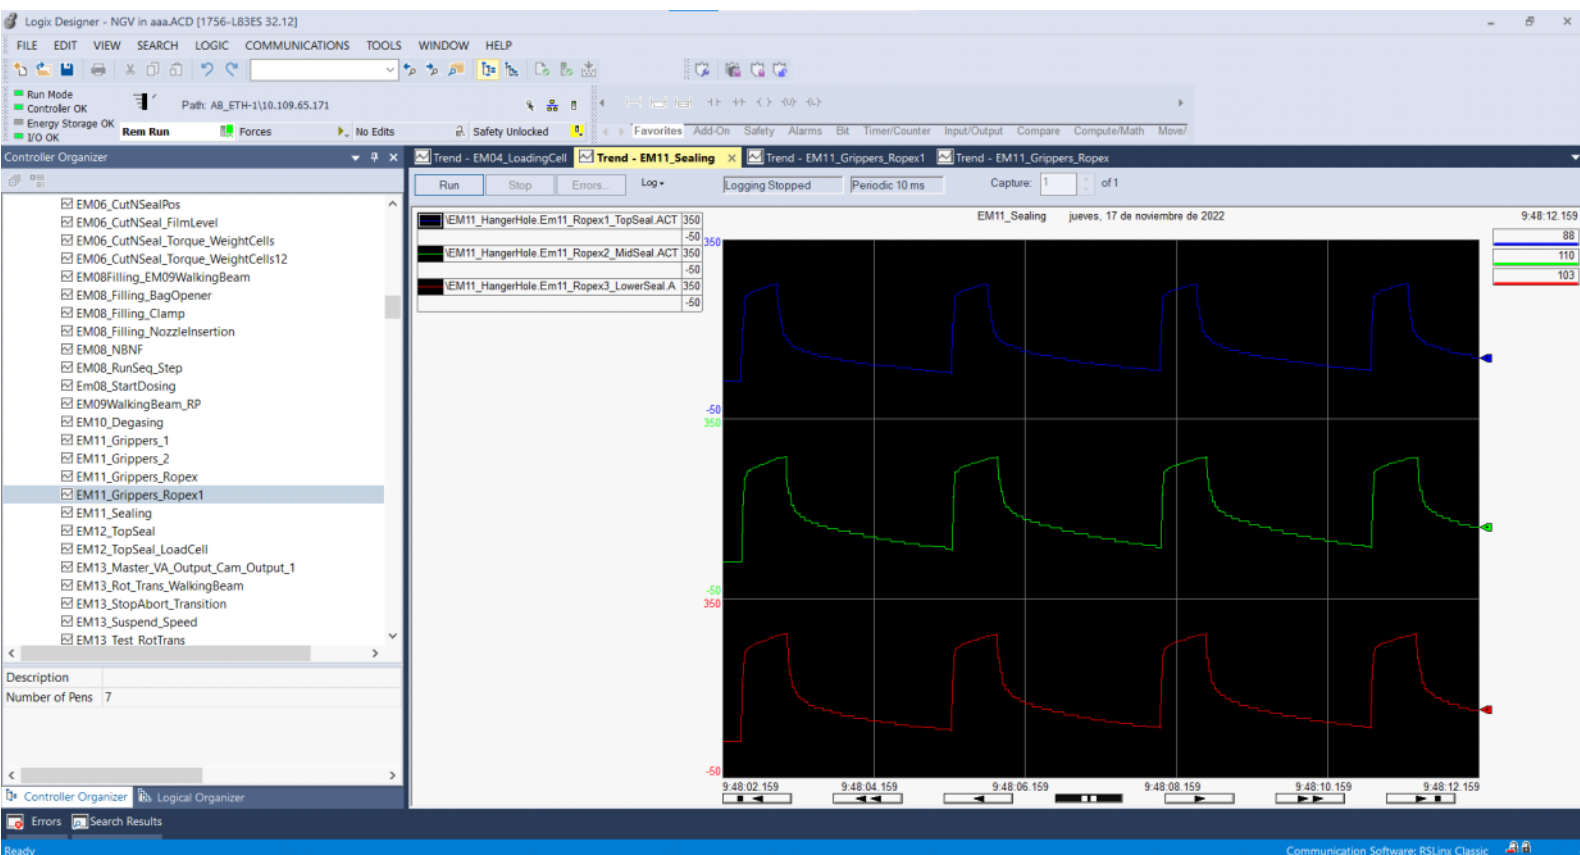 Logix Designer - NGV in aaa.ACD [1756-L83ES 32.12]
FILE EDIT VIEW SEARCH LOGIC COMMUNICATIONS TOOLS WINDOW HELP
Run Mode
Controller OK
Energy Storage OK
I/O OK
Path: AB_ETH-1\10.109.65.171
Rem Run Forces No Edits Safety Unlocked
Favorites Add-On Safety Alarms Bit Timer/Counter Input/Output Compare Compute/Math Move/
Controller Organizer
Trend - EM04_LoadingCell Trend - EM11_Sealing Trend - EM11_Grippers_Ropex1 Trend - EM11_Grippers_Ropex
Run Stop Errors... Log Logging Stopped Periodic 10 ms Capture: 1 of 1
EM06_CutNSealPos
EM06_CutNSeal_FilmLevel
EM06_CutNSeal_Torque_WeightCells
EM06_CutNSeal_Torque_WeightCells12
EM08Filling_EM09WalkingBeam
EM08_Filling_BagOpener
EM08_Filling_Clamp
EM08_Filling_NozzleInsertion
EM08_NBNF
EM08_RunSeq_Step
Em08_StartDosing
EM09WalkingBeam_RP
EM10_Degasing
EM11_Grippers_1
EM11_Grippers_2
EM11_Grippers_Ropex
EM11_Grippers_Ropex1
EM11_Sealing
EM12_TopSeal
EM12_TopSeal_LoadCell
EM13_Master_VA_Output_Cam_Output_1
EM13_Rot_Trans_WalkingBeam
EM13_StopAbort_Transition
EM13_Suspend_Speed
EM13_Test_RotTrans
Description
Number of Pens 7
Controller Organizer Logical Organizer
\EM11_HangerHole.Em11_Ropex1_TopSeal.ACT 350
-50
\EM11_HangerHole.Em11_Ropex2_MidSeal.ACT 350
-50
\EM11_HangerHole.Em11_Ropex3_LowerSeal.A 350
-50
EM11_Sealing jueves, 17 de noviembre de 2022 9:48:12.159
88
110
103
350
-50
350
-50
350
-50
9:48:02.159 9:48:04.159 9:48:06.159 9:48:08.159 9:48:10.159 9:48:12.159
Errors Search Results
Ready
Communication Software: RSLinx Classic